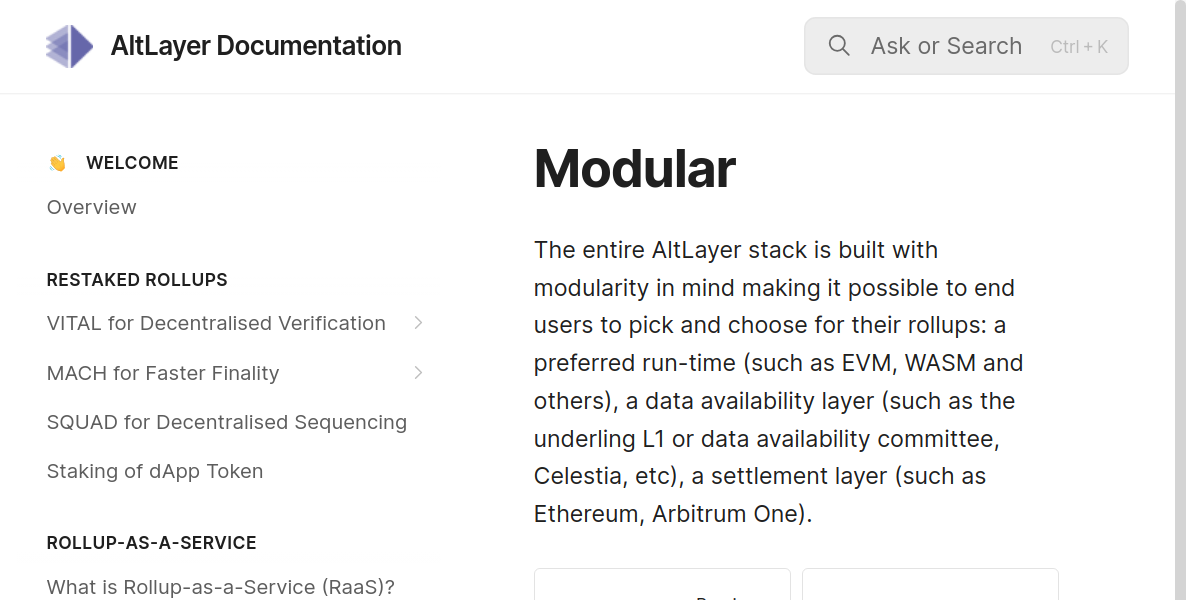 AltLayer Documentation
Ask or Search Ctrl + K
WELCOME
Overview
RESTAKED ROLLUPS
VITAL for Decentralised Verification
MACH for Faster Finality
SQUAD for Decentralised Sequencing
Staking of dApp Token
ROLLUP-AS-A-SERVICE
What is Rollup-as-a-Service (RaaS)?
Modular
The entire AltLayer stack is built with
modularity in mind making it possible to end
users to pick and choose for their rollups: a
preferred run-time (such as EVM, WASM and
others), a data availability layer (such as the
underling L1 or data availability committee,
Celestia, etc), a settlement layer (such as
Ethereum, Arbitrum One).